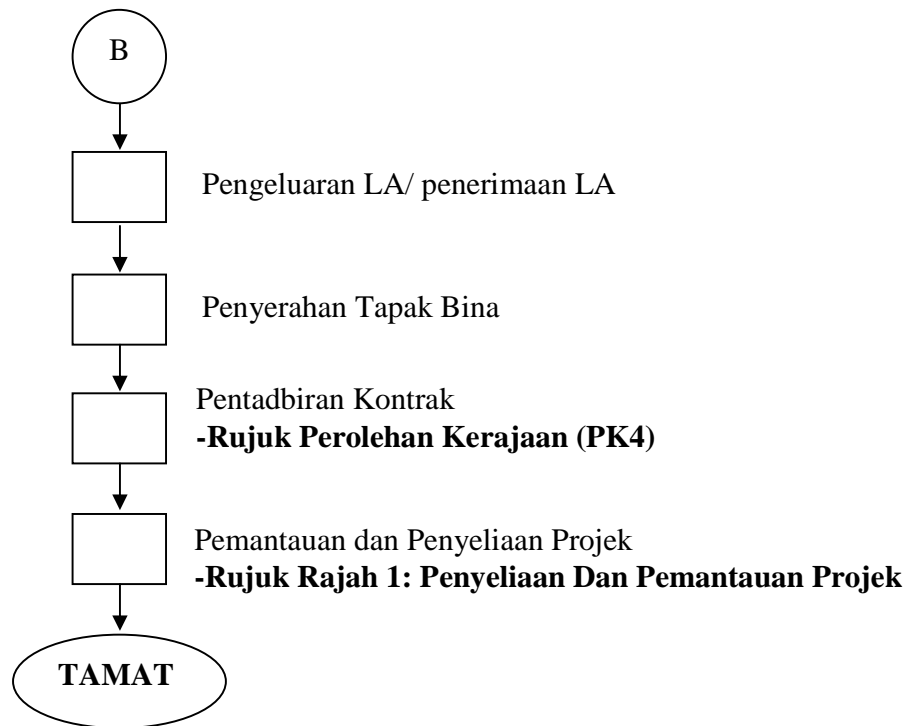 B
Pengeluaran LA/ penerimaan LA
Penyerahan Tapak Bina
Pentadbiran Kontrak
-Rujuk Perolehan Kerajaan (PK4)
Pemantauan dan Penyeliaan Projek
-Rujuk Rajah 1: Penyeliaan Dan Pemantauan Projek
TAMAT